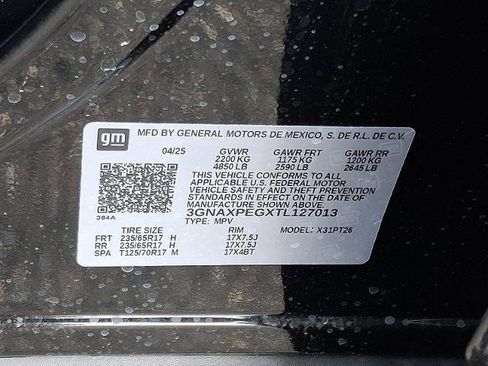 gm
MFD BY GENERAL MOTORS DE MEXICO, S. DE R.L. DE C.V.
04/25 GVWR GAWR FRT GAWR RR
2200 KG 1175 KG 1200 KG
4850 LB 2590 LB 2645 LB
THIS VEHICLE CONFORMS TO ALL
APPLICABLE U.S. FEDERAL MOTOR
VEHICLE SAFETY AND THEFT PREVENTION
STANDARDS IN EFFECT ON THE DATE OF
MANUFACTURE SHOWN ABOVE.
3GNAXPEGXTL127013
384A TYPE: MPV
TIRE SIZE RIM MODEL: X31PT26
FRT 235/65R17 H 17X7.5J
RR 235/65R17 H 17X7.5J
SPA T125/70R17 M 17X4BT